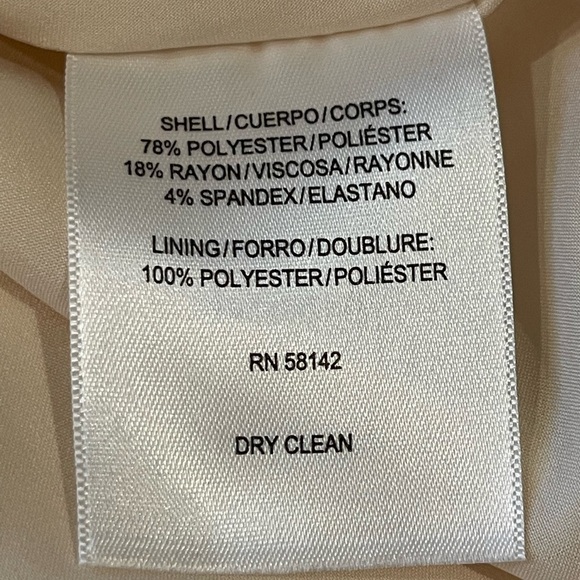 SHELL/CUERPO/CORPS:
78% POLYESTER/POLIÉSTER
18% RAYON/VISCOSA/RAYONNE
4% SPANDEX/ELASTANO
LINING/FORRO/DOUBLURE:
100% POLYESTER/POLIÉSTER
RN 58142
DRY CLEAN